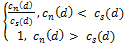 { c_n(d)/c_s(d), c_n(d) < c_s(d)
1, c_n(d) > c_s(d)